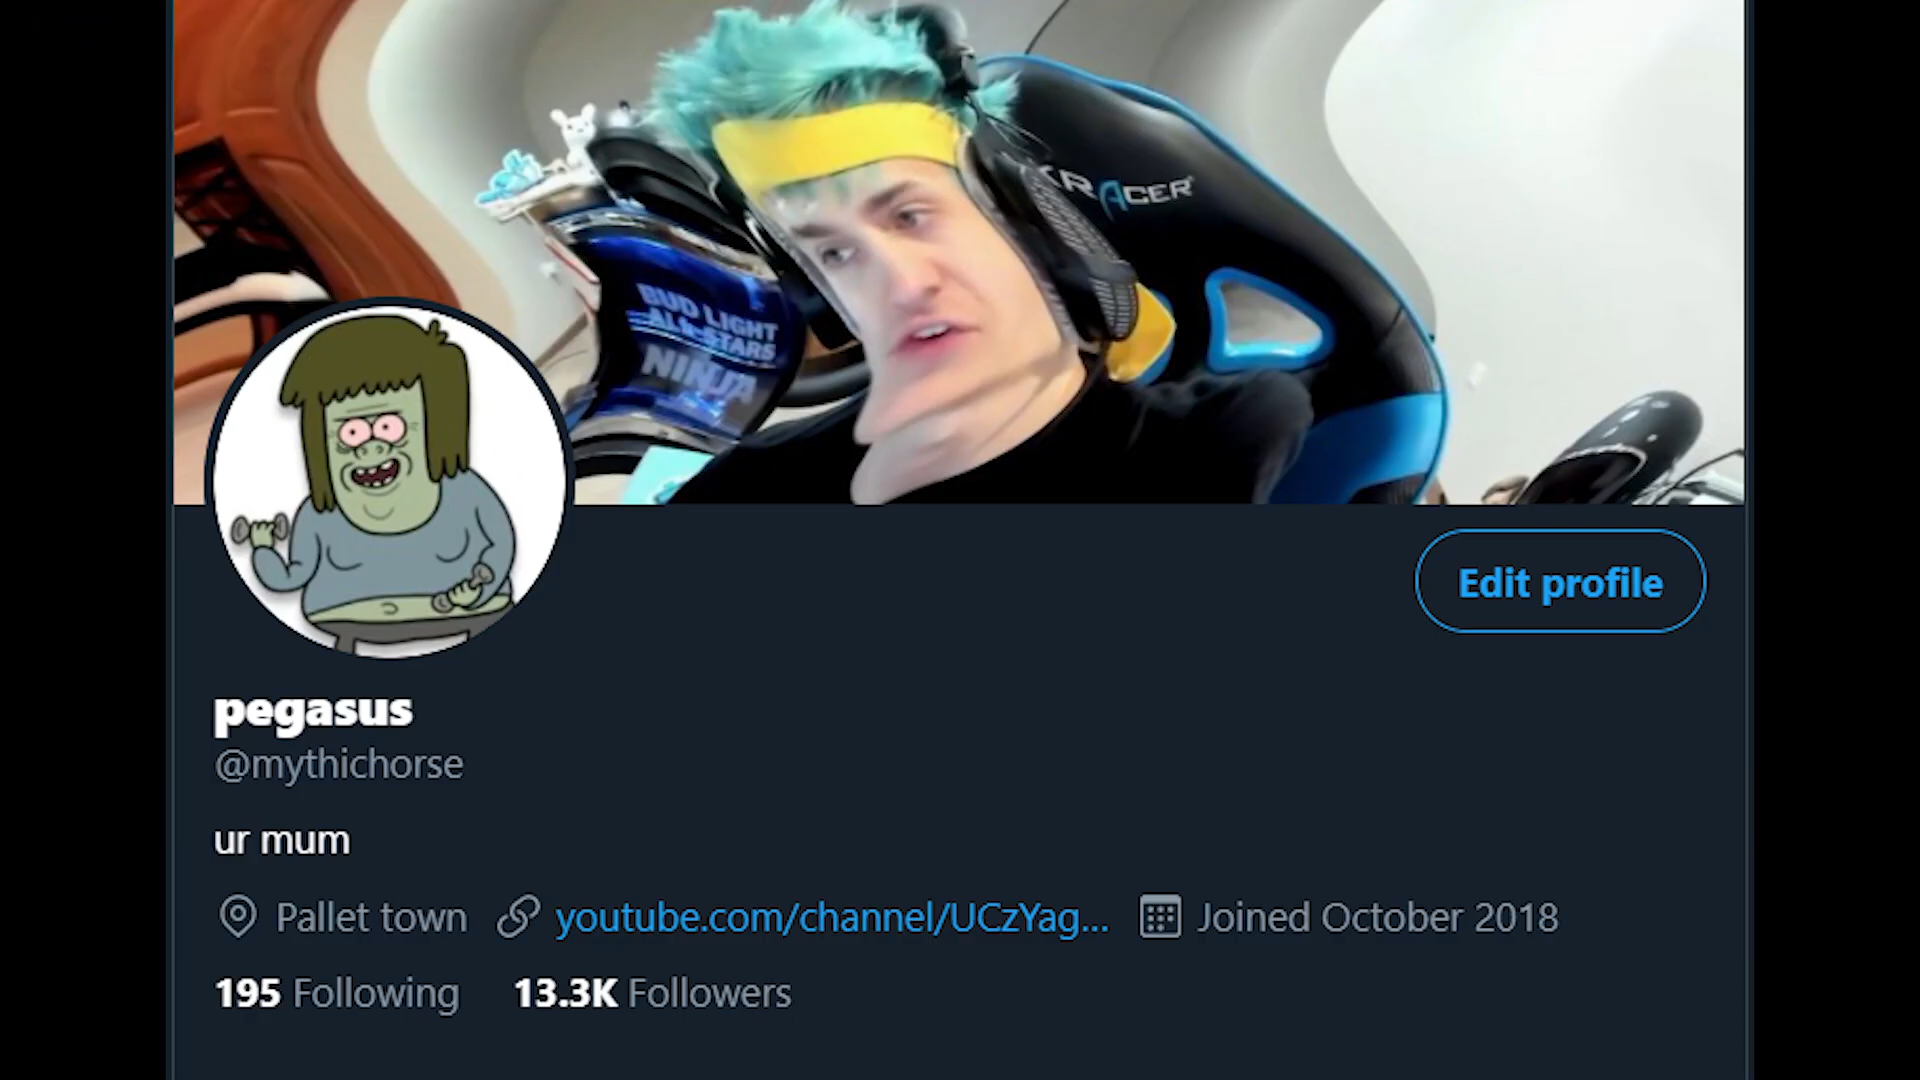 XRACER
BUD LIGHT
ALL-STARS
NINJA
Edit profile
pegasus
@mythichorse
ur mum
Pallet town youtube.com/channel/UCzYag... Joined October 2018
195 Following 13.3K Followers